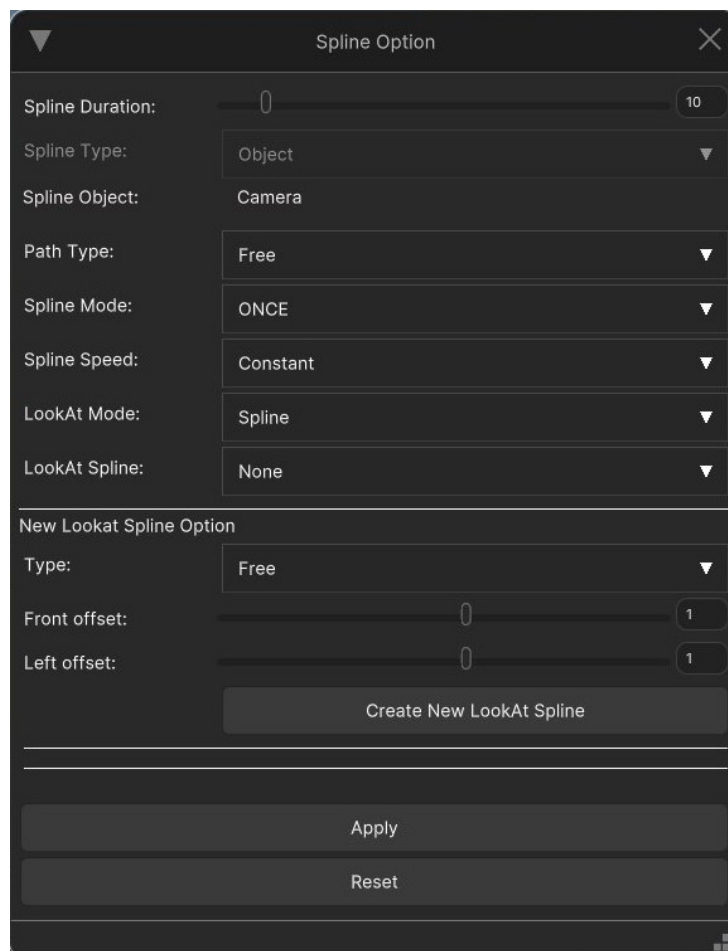 Spline Option
Spline Duration: 10
Spline Type: Object
Spline Object: Camera
Path Type: Free
Spline Mode: ONCE
Spline Speed: Constant
LookAt Mode: Spline
LookAt Spline: None
New Lookat Spline Option
Type: Free
Front offset: 1
Left offset: 1
Create New LookAt Spline
Apply
Reset